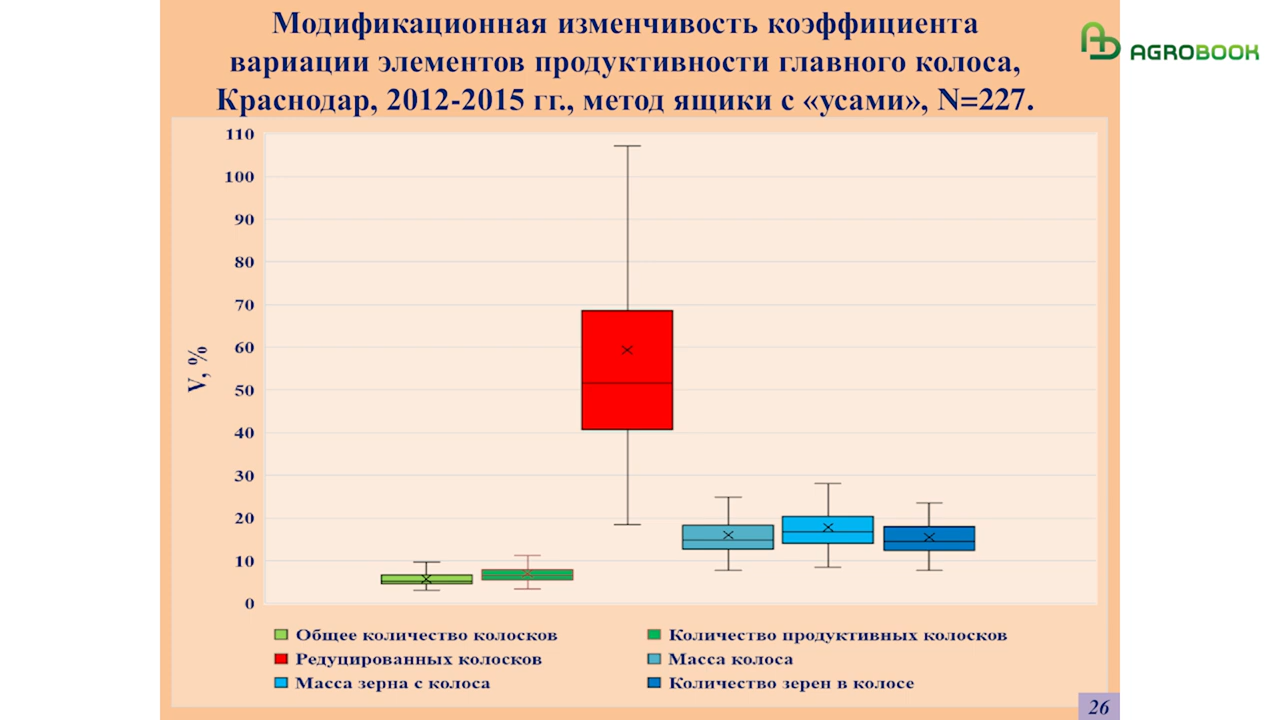 Модификационная изменчивость коэффициента
вариации элементов продуктивности главного колоса,
Краснодар, 2012-2015 гг., метод ящики с «усами», N=227.
AGROBOOK
110
100
90
80
70
60
50
40
30
20
10
0
V, %
Общее количество колосков
Количество продуктивных колосков
Редуцированных колосков
Масса колоса
Масса зерна с колоса
Количество зерен в колосе
26